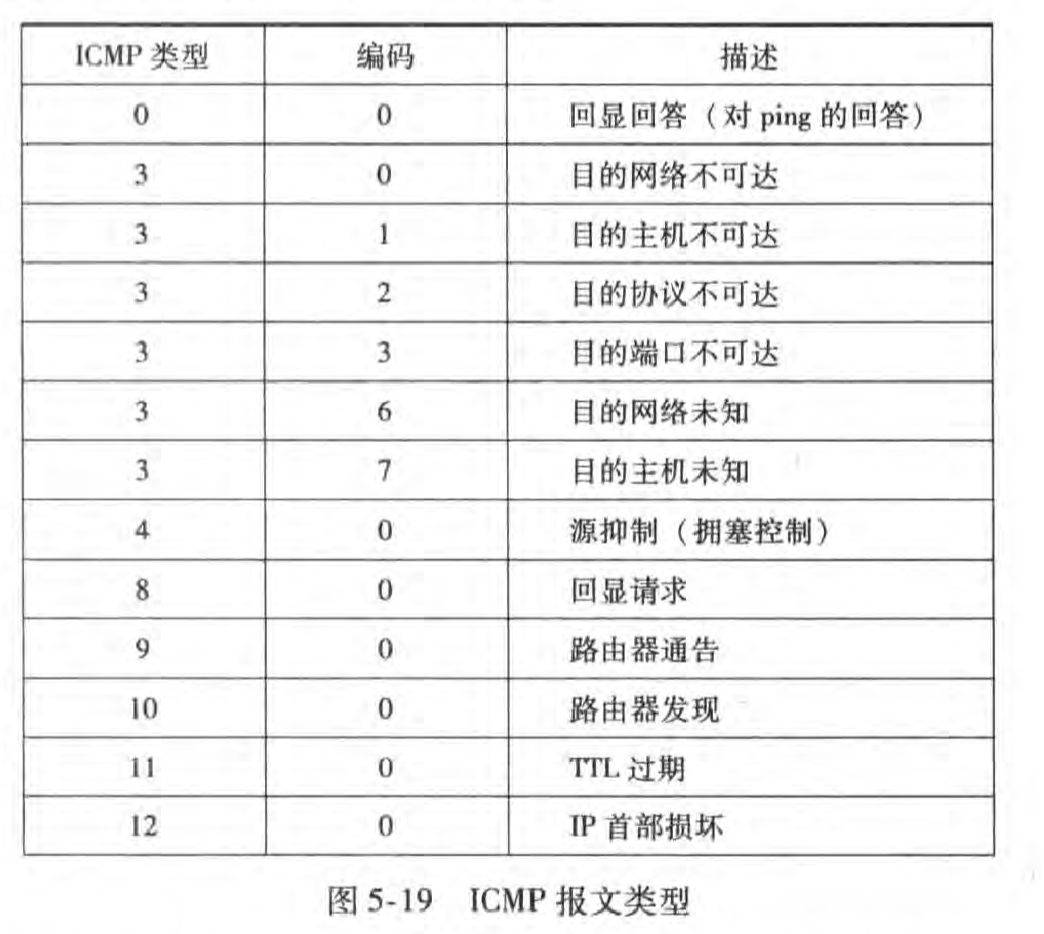 ICMP 类型 编码 描述
0 0 回显回答（对 ping 的回答）
3 0 目的网络不可达
3 1 目的主机不可达
3 2 目的协议不可达
3 3 目的端口不可达
3 6 目的网络未知
3 7 目的主机未知
4 0 源抑制（拥塞控制）
8 0 回显请求
9 0 路由器通告
10 0 路由器发现
11 0 TTL 过期
12 0 IP 首部损坏
图 5-19 ICMP 报文类型